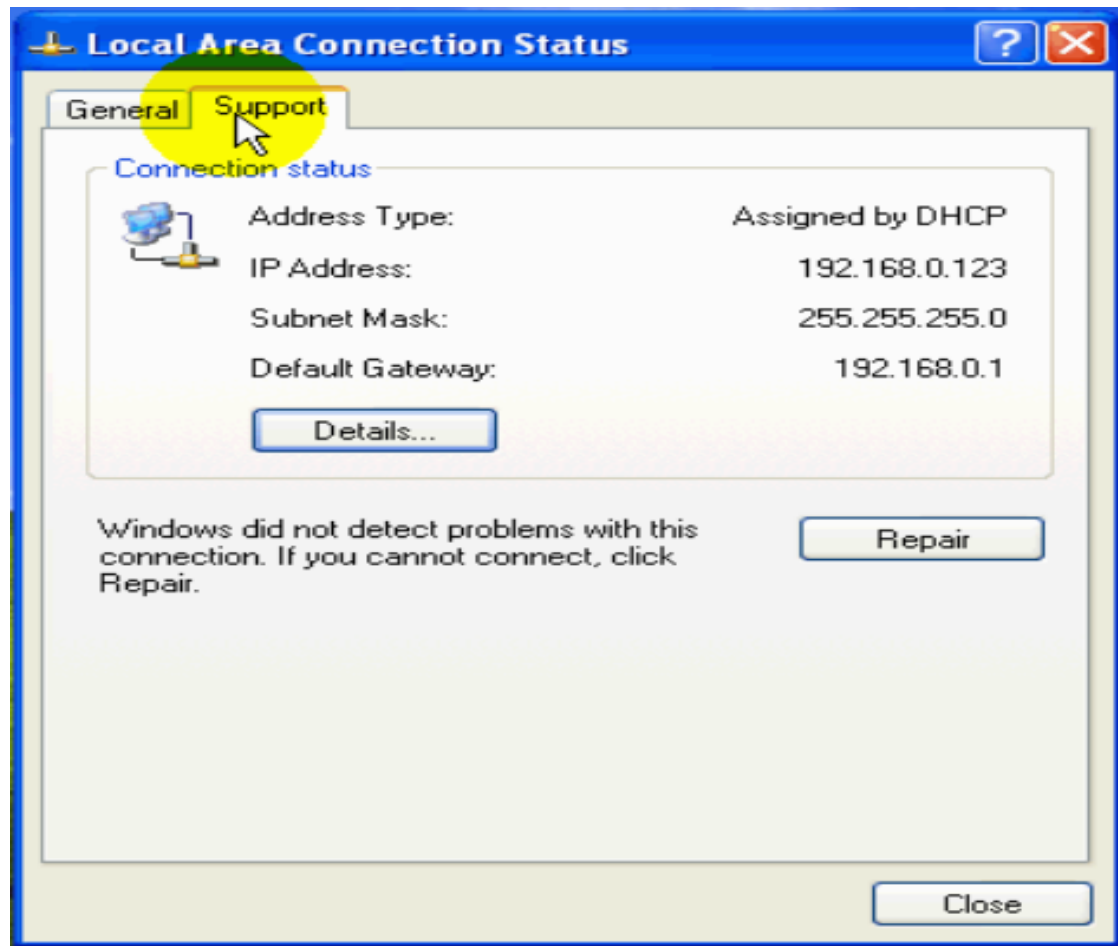 Local Area Connection Status
General Support
Connection status
Address Type: Assigned by DHCP
IP Address: 192.168.0.123
Subnet Mask: 255.255.255.0
Default Gateway: 192.168.0.1
Details...
Windows did not detect problems with this
connection. If you cannot connect, click
Repair.
Repair
Close